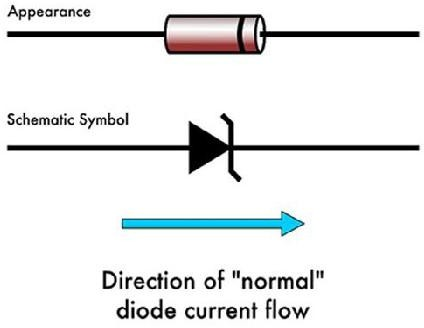 Appearance
Schematic Symbol
Direction of "normal"
diode current flow